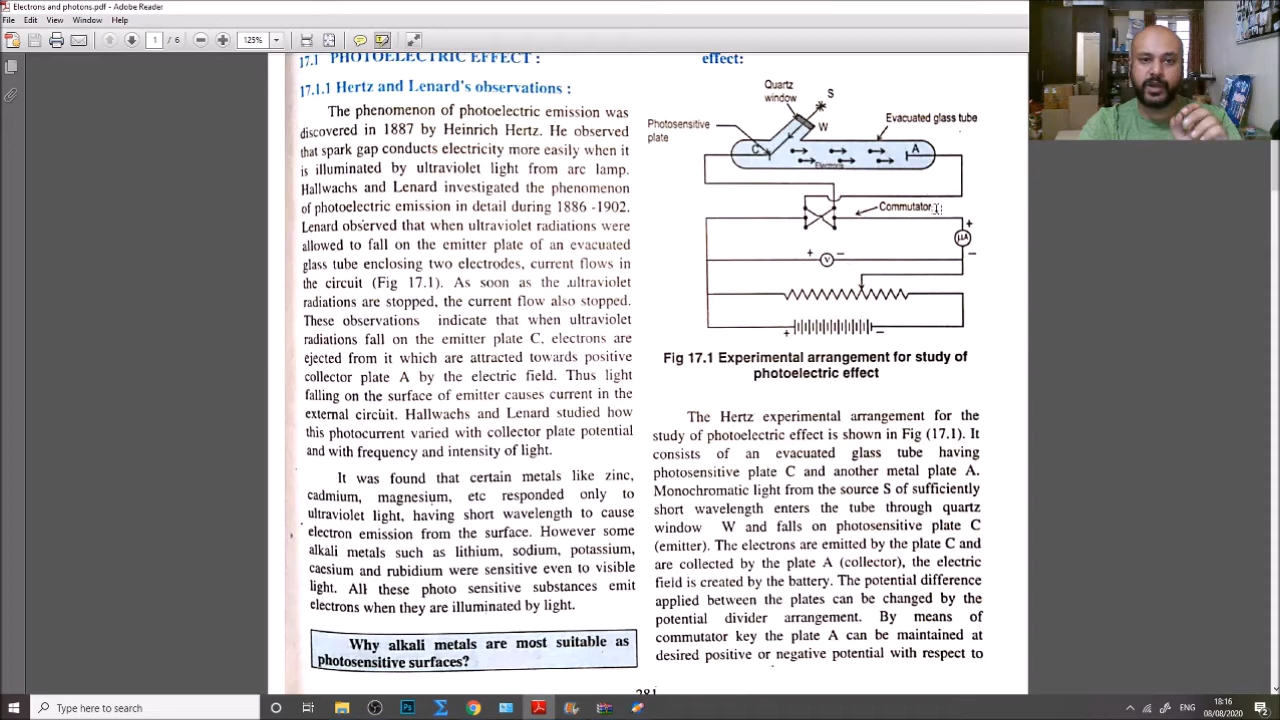 Electrons and photons.pdf - Adobe Reader
File Edit View Window Help
1 / 6 125%
17.1 PHOTOELECTRIC EFFECT :
17.1.1 Hertz and Lenard's observations :
The phenomenon of photoelectric emission was
discovered in 1887 by Heinrich Hertz. He observed
that spark gap conducts electricity more easily when it
is illuminated by ultraviolet light from arc lamp.
Hallwachs and Lenard investigated the phenomenon
of photoelectric emission in detail during 1886 -1902.
Lenard observed that when ultraviolet radiations were
allowed to fall on the emitter plate of an evacuated
glass tube enclosing two electrodes, current flows in
the circuit (Fig 17.1). As soon as the ultraviolet
radiations are stopped, the current flow also stopped.
These observations indicate that when ultraviolet
radiations fall on the emitter plate C, electrons are
ejected from it which are attracted towards positive
collector plate A by the electric field. Thus light
falling on the surface of emitter causes current in the
external circuit. Hallwachs and Lenard studied how
this photocurrent varied with collector plate potential
and with frequency and intensity of light.
It was found that certain metals like zinc,
cadmium, magnesium, etc responded only to
ultraviolet light, having short wavelength to cause
electron emission from the surface. However some
alkali metals such as lithium, sodium, potassium,
caesium and rubidium were sensitive even to visible
light. All these photo sensitive substances emit
electrons when they are illuminated by light.
Why alkali metals are most suitable as
photosensitive surfaces?
281
effect:
Quartz
window
S
W
Photosensitive
plate
Evacuated glass tube
C
A
Electrons
Commutator
+
μA
−
+ V −
+ −
Fig 17.1 Experimental arrangement for study of
photoelectric effect
The Hertz experimental arrangement for the
study of photoelectric effect is shown in Fig (17.1). It
consists of an evacuated glass tube having
photosensitive plate C and another metal plate A.
Monochromatic light from the source S of sufficiently
short wavelength enters the tube through quartz
window W and falls on photosensitive plate C
(emitter). The electrons are emitted by the plate C and
are collected by the plate A (collector), the electric
field is created by the battery. The potential difference
applied between the plates can be changed by the
potential divider arrangement. By means of
commutator key the plate A can be maintained at
desired positive or negative potential with respect to
Type here to search
ENG
18:16
08/08/2020
2